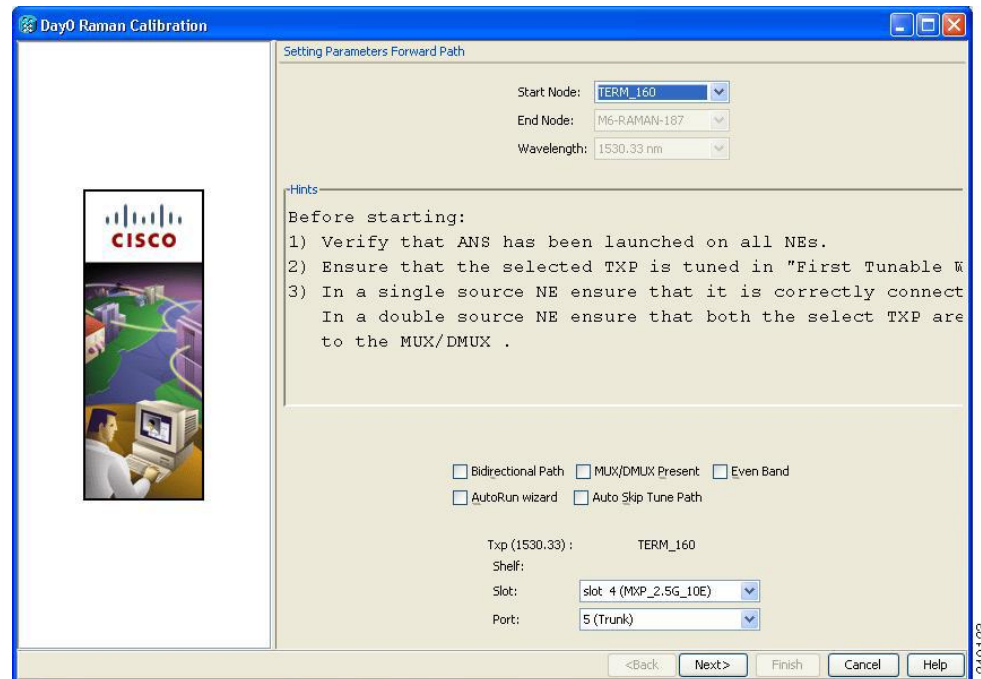 Day0 Raman Calibration
Setting Parameters Forward Path
Start Node: TERM_160
End Node: M6-RAMAN-187
Wavelength: 1530.33 nm
Hints
Before starting:
1) Verify that ANS has been launched on all NEs.
2) Ensure that the selected TXP is tuned in "First Tunable W
3) In a single source NE ensure that it is correctly connect
In a double source NE ensure that both the select TXP are
to the MUX/DMUX .
CISCO
Bidirectional Path MUX/DMUX Present Even Band
AutoRun wizard Auto Skip Tune Path
Txp (1530.33) : TERM_160
Shelf:
Slot: slot 4 (MXP_2.5G_10E)
Port: 5 (Trunk)
<Back Next> Finish Cancel Help